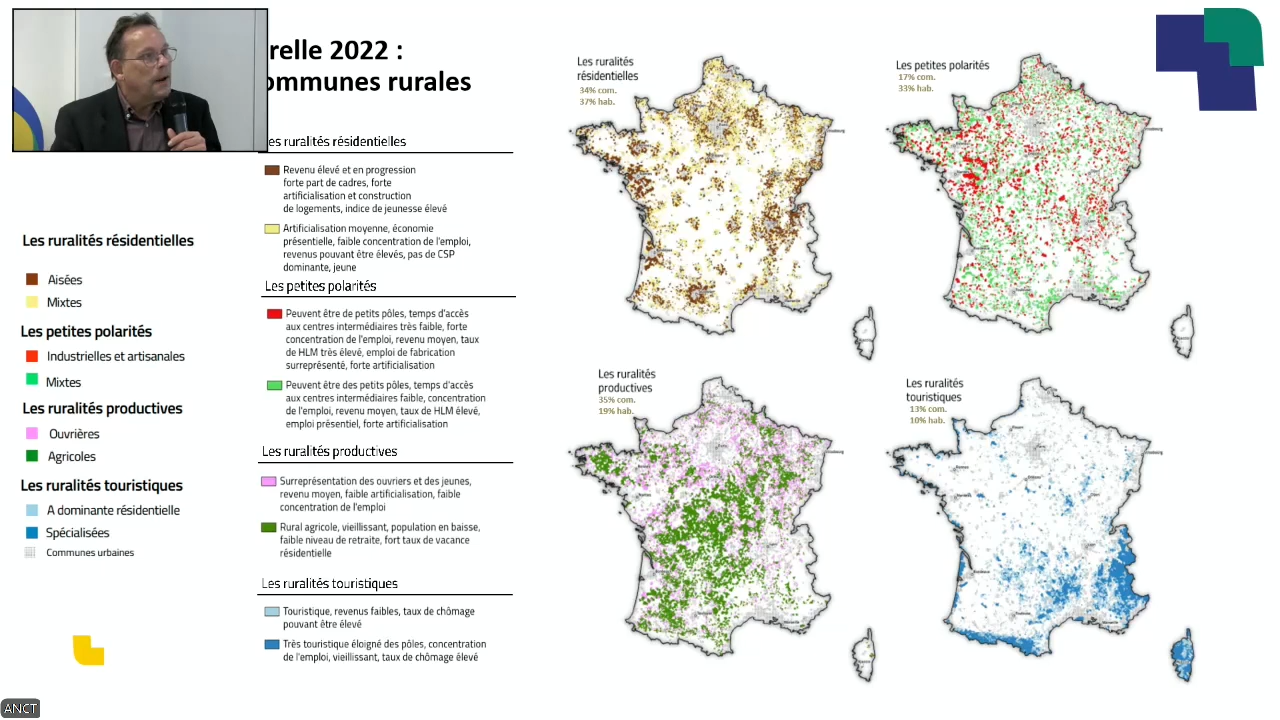 relle 2022 :
ommunes rurales
Les ruralités résidentielles
Aisées
Mixtes
Les petites polarités
Industrielles et artisanales
Mixtes
Les ruralités productives
Ouvrières
Agricoles
Les ruralités touristiques
A dominante résidentielle
Spécialisées
Communes urbaines
es ruralités résidentielles
Revenu élevé et en progression
forte part de cadres, forte
artificialisation et construction
de logements, indice de jeunesse élevé
Artificialisation moyenne, économie
présentielle, faible concentration de l'emploi,
revenus pouvant être élevés, pas de CSP
dominante, jeune
Les petites polarités
Peuvent être de petits pôles, temps d'accès
aux centres intermédiaires très faible, forte
concentration de l'emploi, revenu moyen, taux
de HLM très élevé, emploi de fabrication
surreprésenté, forte artificialisation
Peuvent être des petits pôles, temps d'accès
aux centres intermédiaires faible, concentration
de l'emploi, revenu moyen, taux de HLM élevé,
emploi présentiel, forte artificialisation
Les ruralités productives
Surreprésentation des ouvriers et des jeunes,
revenu moyen, faible artificialisation, faible
concentration de l'emploi
Rural agricole, vieillissant, population en baisse,
faible niveau de retraite, fort taux de vacance
résidentielle
Les ruralités touristiques
Touristique, revenus faibles, taux de chômage
pouvant être élevé
Très touristique éloigné des pôles, concentration
de l'emploi, vieillissant, taux de chômage élevé
Les ruralités
résidentielles
34% com.
37% hab.
Les petites polarités
17% com.
33% hab.
Les ruralités
productives
35% com.
19% hab.
Les ruralités
touristiques
13% com.
10% hab.
ANCT